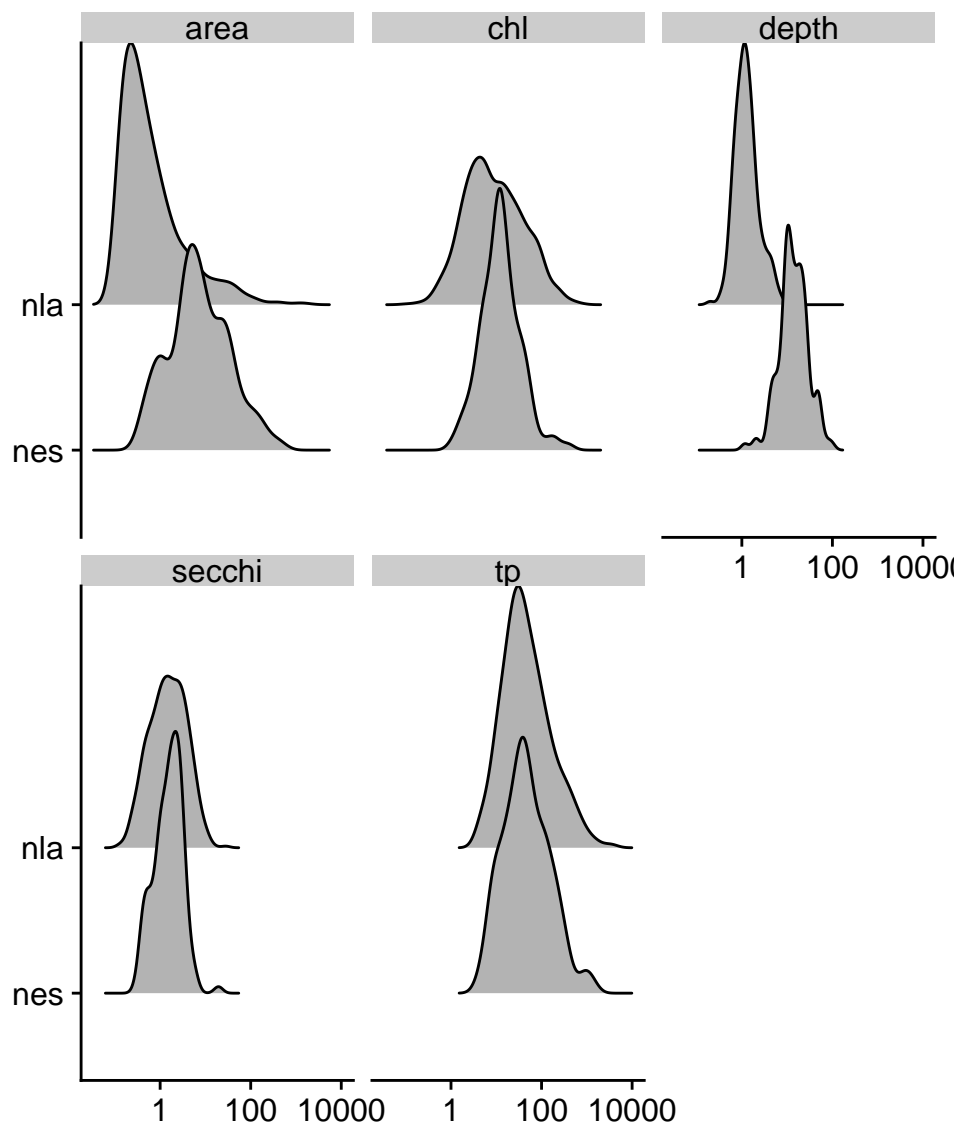 area chl depth
nla
nes
1 100 10000
secchi tp
nla
nes
1 100 10000 1 100 10000